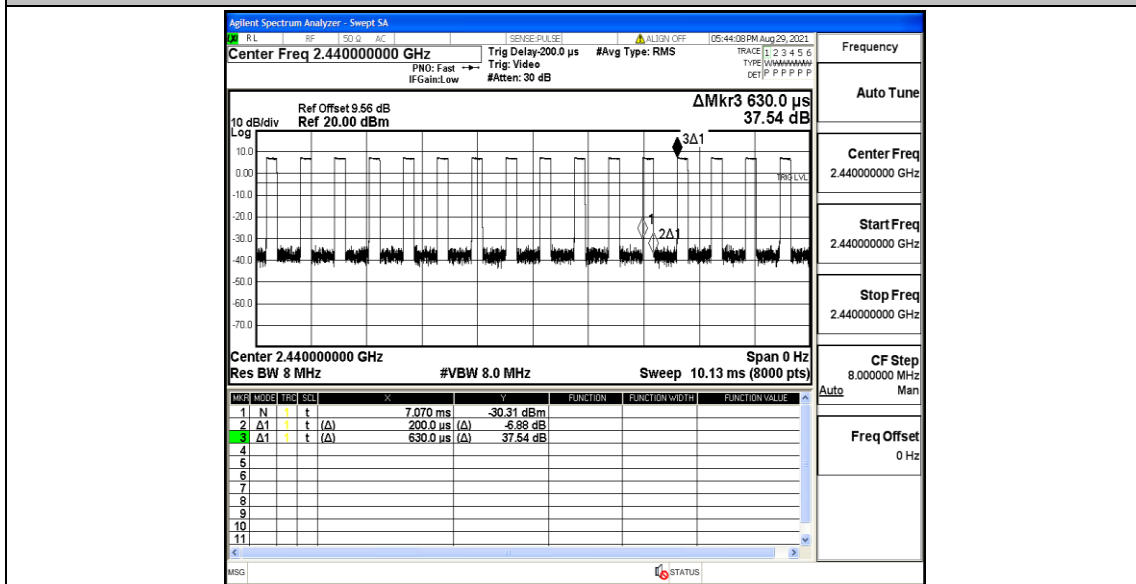 Agilent Spectrum Analyzer - Swept SA
RL RF 50 Ω AC SENSE:PULSE ALIGN OFF 05:44:08 PM Aug 29, 2021
Center Freq 2.440000000 GHz
PNO: Fast
IFGain:Low
Trig Delay-200.0 µs
Trig: Video
#Atten: 30 dB
#Avg Type: RMS
TRACE 1 2 3 4 5 6
TYPE
DET P P P P P P
Ref Offset 9.56 dB
10 dB/div Ref 20.00 dBm
Log
ΔMkr3 630.0 µs
37.54 dB
3Δ1
10.0
0.00
TRIG LVL
-10.0
-20.0
1
2Δ1
-30.0
-40.0
-50.0
-60.0
-70.0
Center 2.440000000 GHz Span 0 Hz
Res BW 8 MHz #VBW 8.0 MHz Sweep 10.13 ms (8000 pts)
MKR MODE TRC SCL X Y FUNCTION FUNCTION WIDTH FUNCTION VALUE
1 N 1 t 7.070 ms -30.31 dBm
2 Δ1 1 t (Δ) 200.0 µs (Δ) -6.88 dB
3 Δ1 1 t (Δ) 630.0 µs (Δ) 37.54 dB
4
5
6
7
8
9
10
11
MSG STATUS
Frequency
Auto Tune
Center Freq
2.440000000 GHz
Start Freq
2.440000000 GHz
Stop Freq
2.440000000 GHz
CF Step
8.000000 MHz
Auto Man
Freq Offset
0 Hz